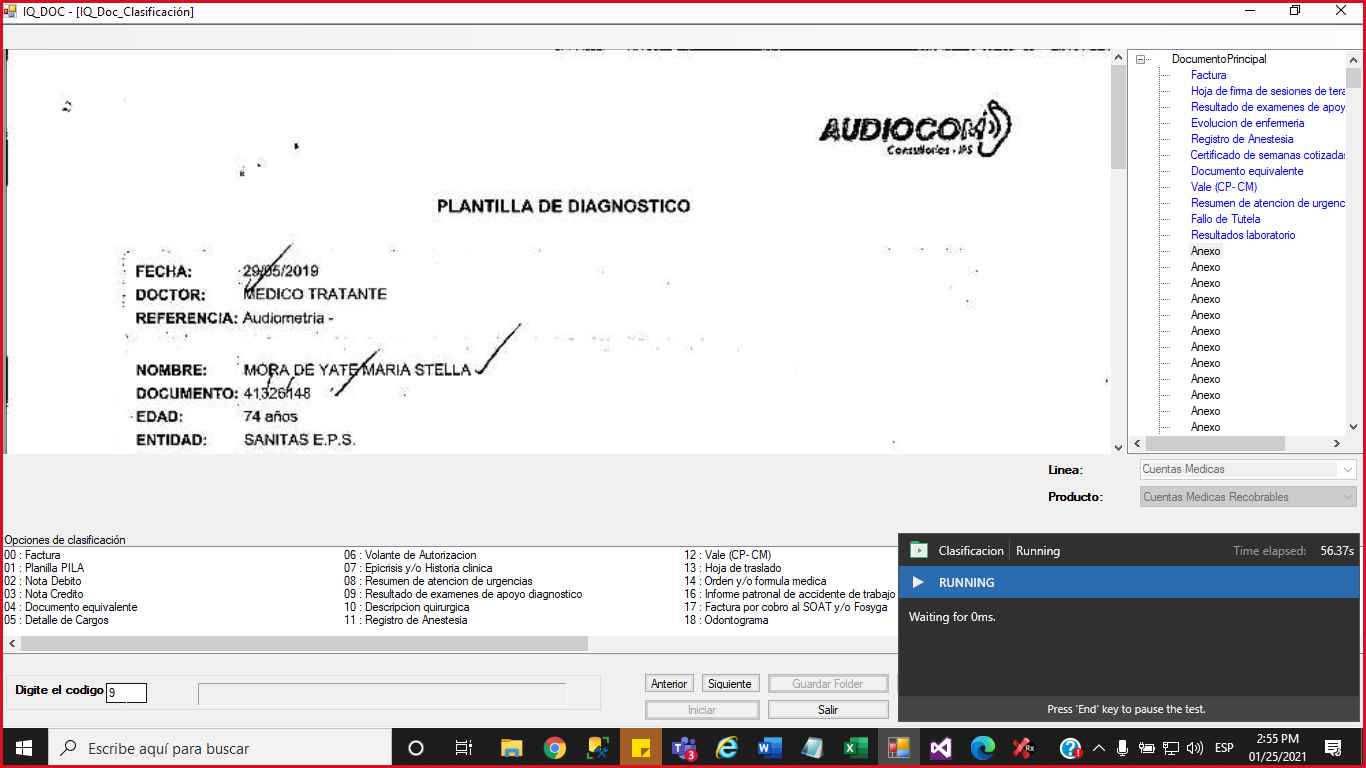 IQ_DOC - [IQ_Doc_Clasificación]
AUDIOCOM
Consultorios - IPS
PLANTILLA DE DIAGNOSTICO
FECHA: 29/05/2019
DOCTOR: MEDICO TRATANTE
REFERENCIA: Audiometria -
NOMBRE: MORA DE YATE MARIA STELLA
DOCUMENTO: 41326148
EDAD: 74 años
ENTIDAD: SANITAS E.P.S.
DocumentoPrincipal
Factura
Hoja de firma de sesiones de tera
Resultado de examenes de apoy
Evolucion de enfermeria
Registro de Anestesia
Certificado de semanas cotizadas
Documento equivalente
Vale (CP- CM)
Resumen de atencion de urgenc
Fallo de Tutela
Resultados laboratorio
Anexo
Anexo
Anexo
Anexo
Anexo
Anexo
Anexo
Anexo
Anexo
Anexo
Anexo
Anexo
Linea: Cuentas Medicas
Producto: Cuentas Medicas Recobrables
Opciones de clasificación
00 : Factura
01 : Planilla PILA
02 : Nota Debito
03 : Nota Credito
04 : Documento equivalente
05 : Detalle de Cargos
06 : Volante de Autorizacion
07 : Epicrisis y/o Historia clinica
08 : Resumen de atencion de urgencias
09 : Resultado de examenes de apoyo diagnostico
10 : Descripcion quirurgica
11 : Registro de Anestesia
12 : Vale (CP- CM)
13 : Hoja de traslado
14 : Orden y/o formula medica
16 : Informe patronal de accidente de trabajo
17 : Factura por cobro al SOAT y/o Fosyga
18 : Odontograma
Clasificacion Running Time elapsed: 56.37s
RUNNING
Waiting for 0ms.
Press 'End' key to pause the test.
Digite el codigo 9
Anterior Siguiente Guardar Folder
Iniciar Salir
Escribe aquí para buscar
3
Rx
ESP
2:55 PM
01/25/2021